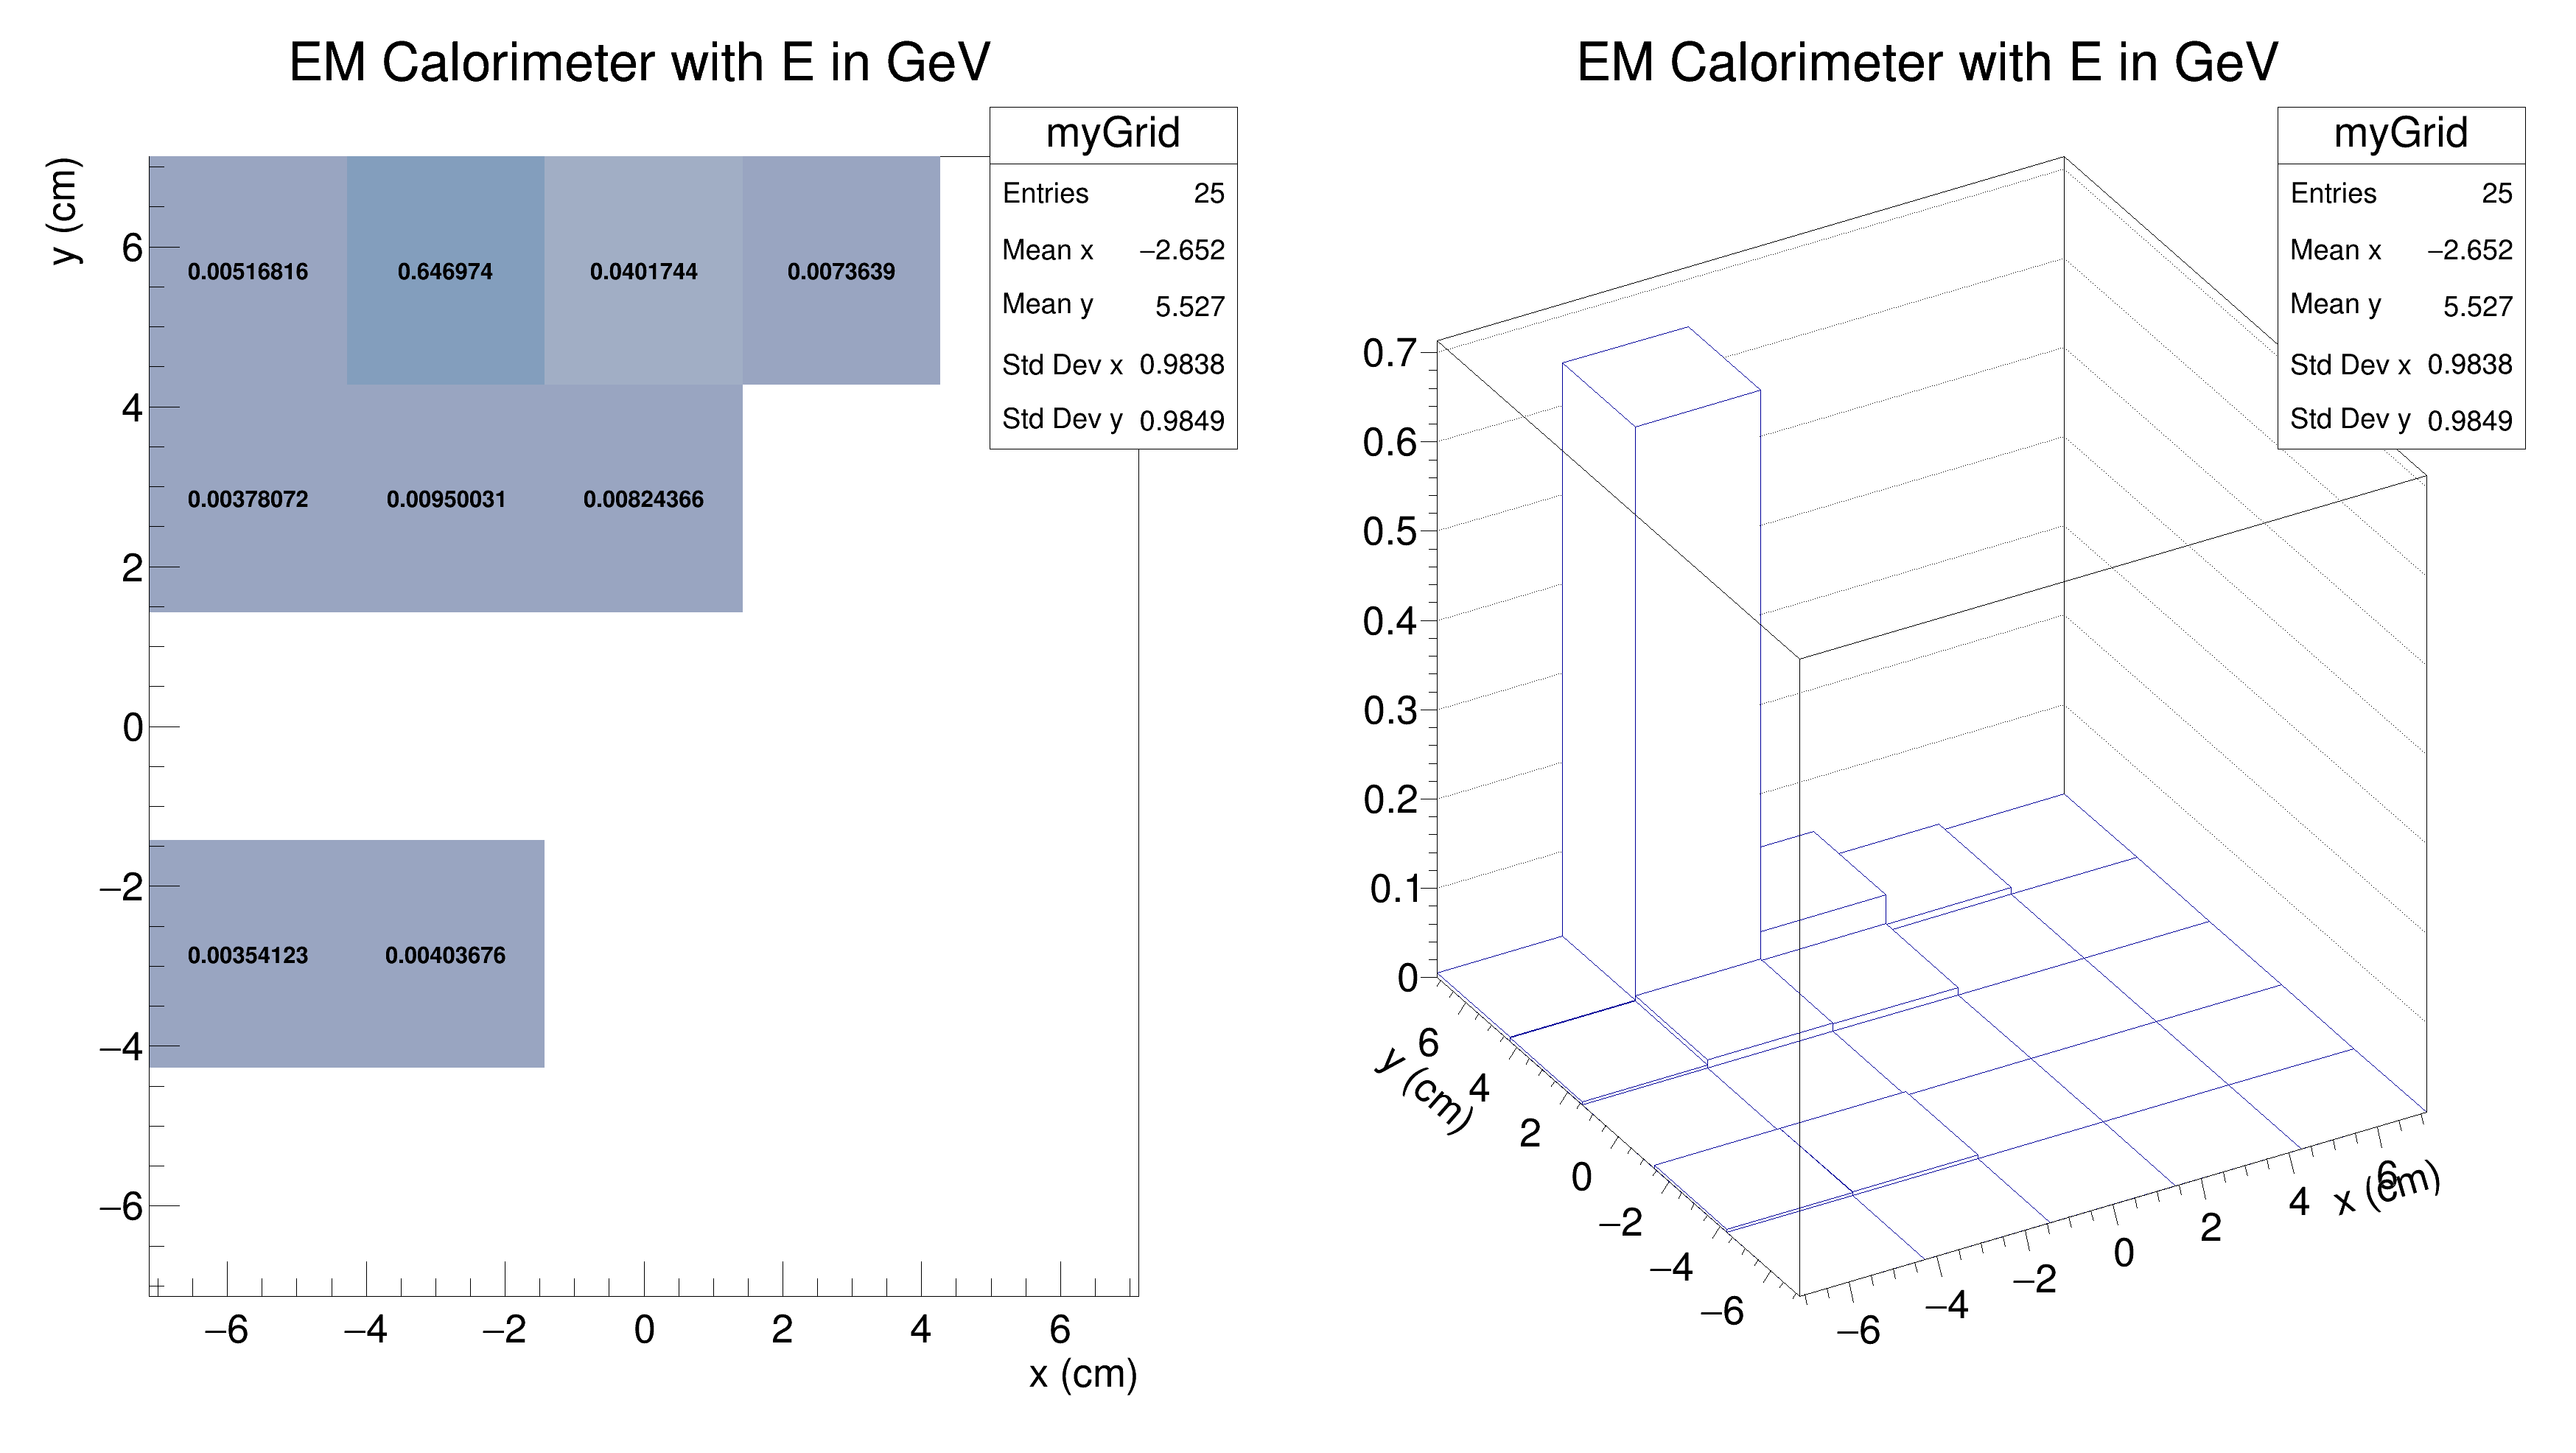 EM Calorimeter with E in GeV
myGrid
Entries 25
Mean x −2.652
Mean y 5.527
Std Dev x 0.9838
Std Dev y 0.9849
y (cm)
6
4
2
0
−2
−4
−6
0.00516816 0.646974 0.0401744 0.0073639
0.00378072 0.00950031 0.00824366
0.00354123 0.00403676
−6 −4 −2 0 2 4 6
x (cm)
EM Calorimeter with E in GeV
myGrid
Entries 25
Mean x −2.652
Mean y 5.527
Std Dev x 0.9838
Std Dev y 0.9849
0.7
0.6
0.5
0.4
0.3
0.2
0.1
0
6
4
2
0
−2
−4
−6
y (cm)
−6 −4 −2 0 2 4 6
x (cm)